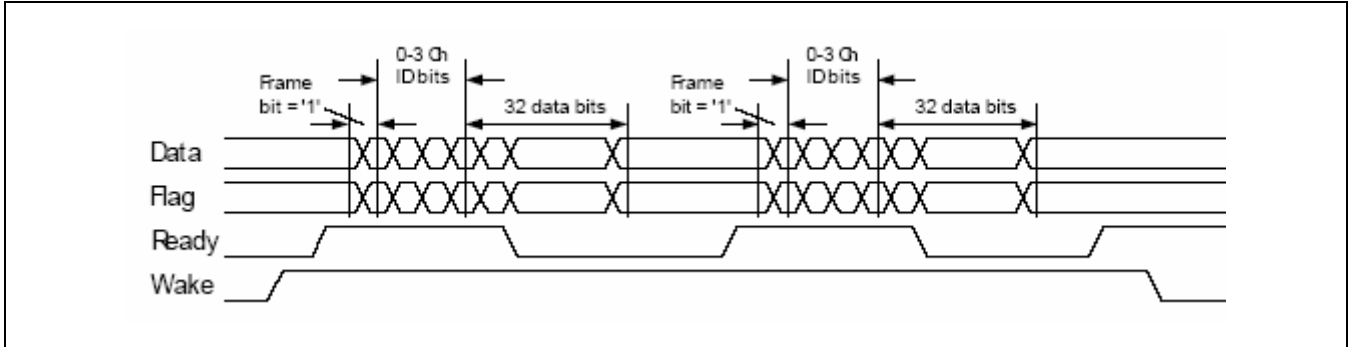 0-3 Ch
ID bits
Frame
bit = '1'
32 data bits
0-3 Ch
ID bits
Frame
bit = '1'
32 data bits
Data
Flag
Ready
Wake